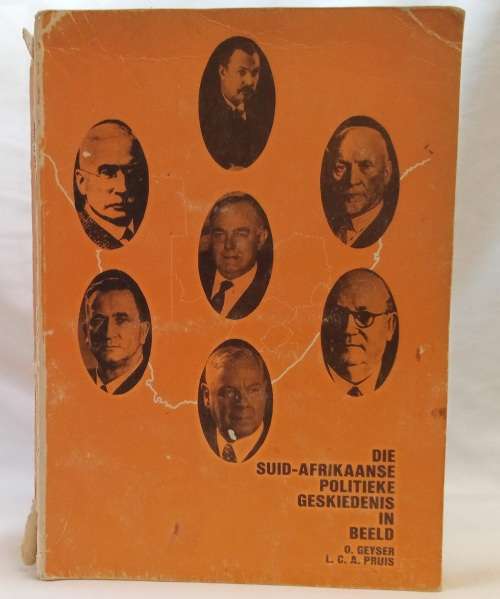 DIE
SUID-AFRIKAANSE
POLITIEKE
GESKIEDENIS
IN
BEELD
O. GEYSER
L. C. A. PRUIS